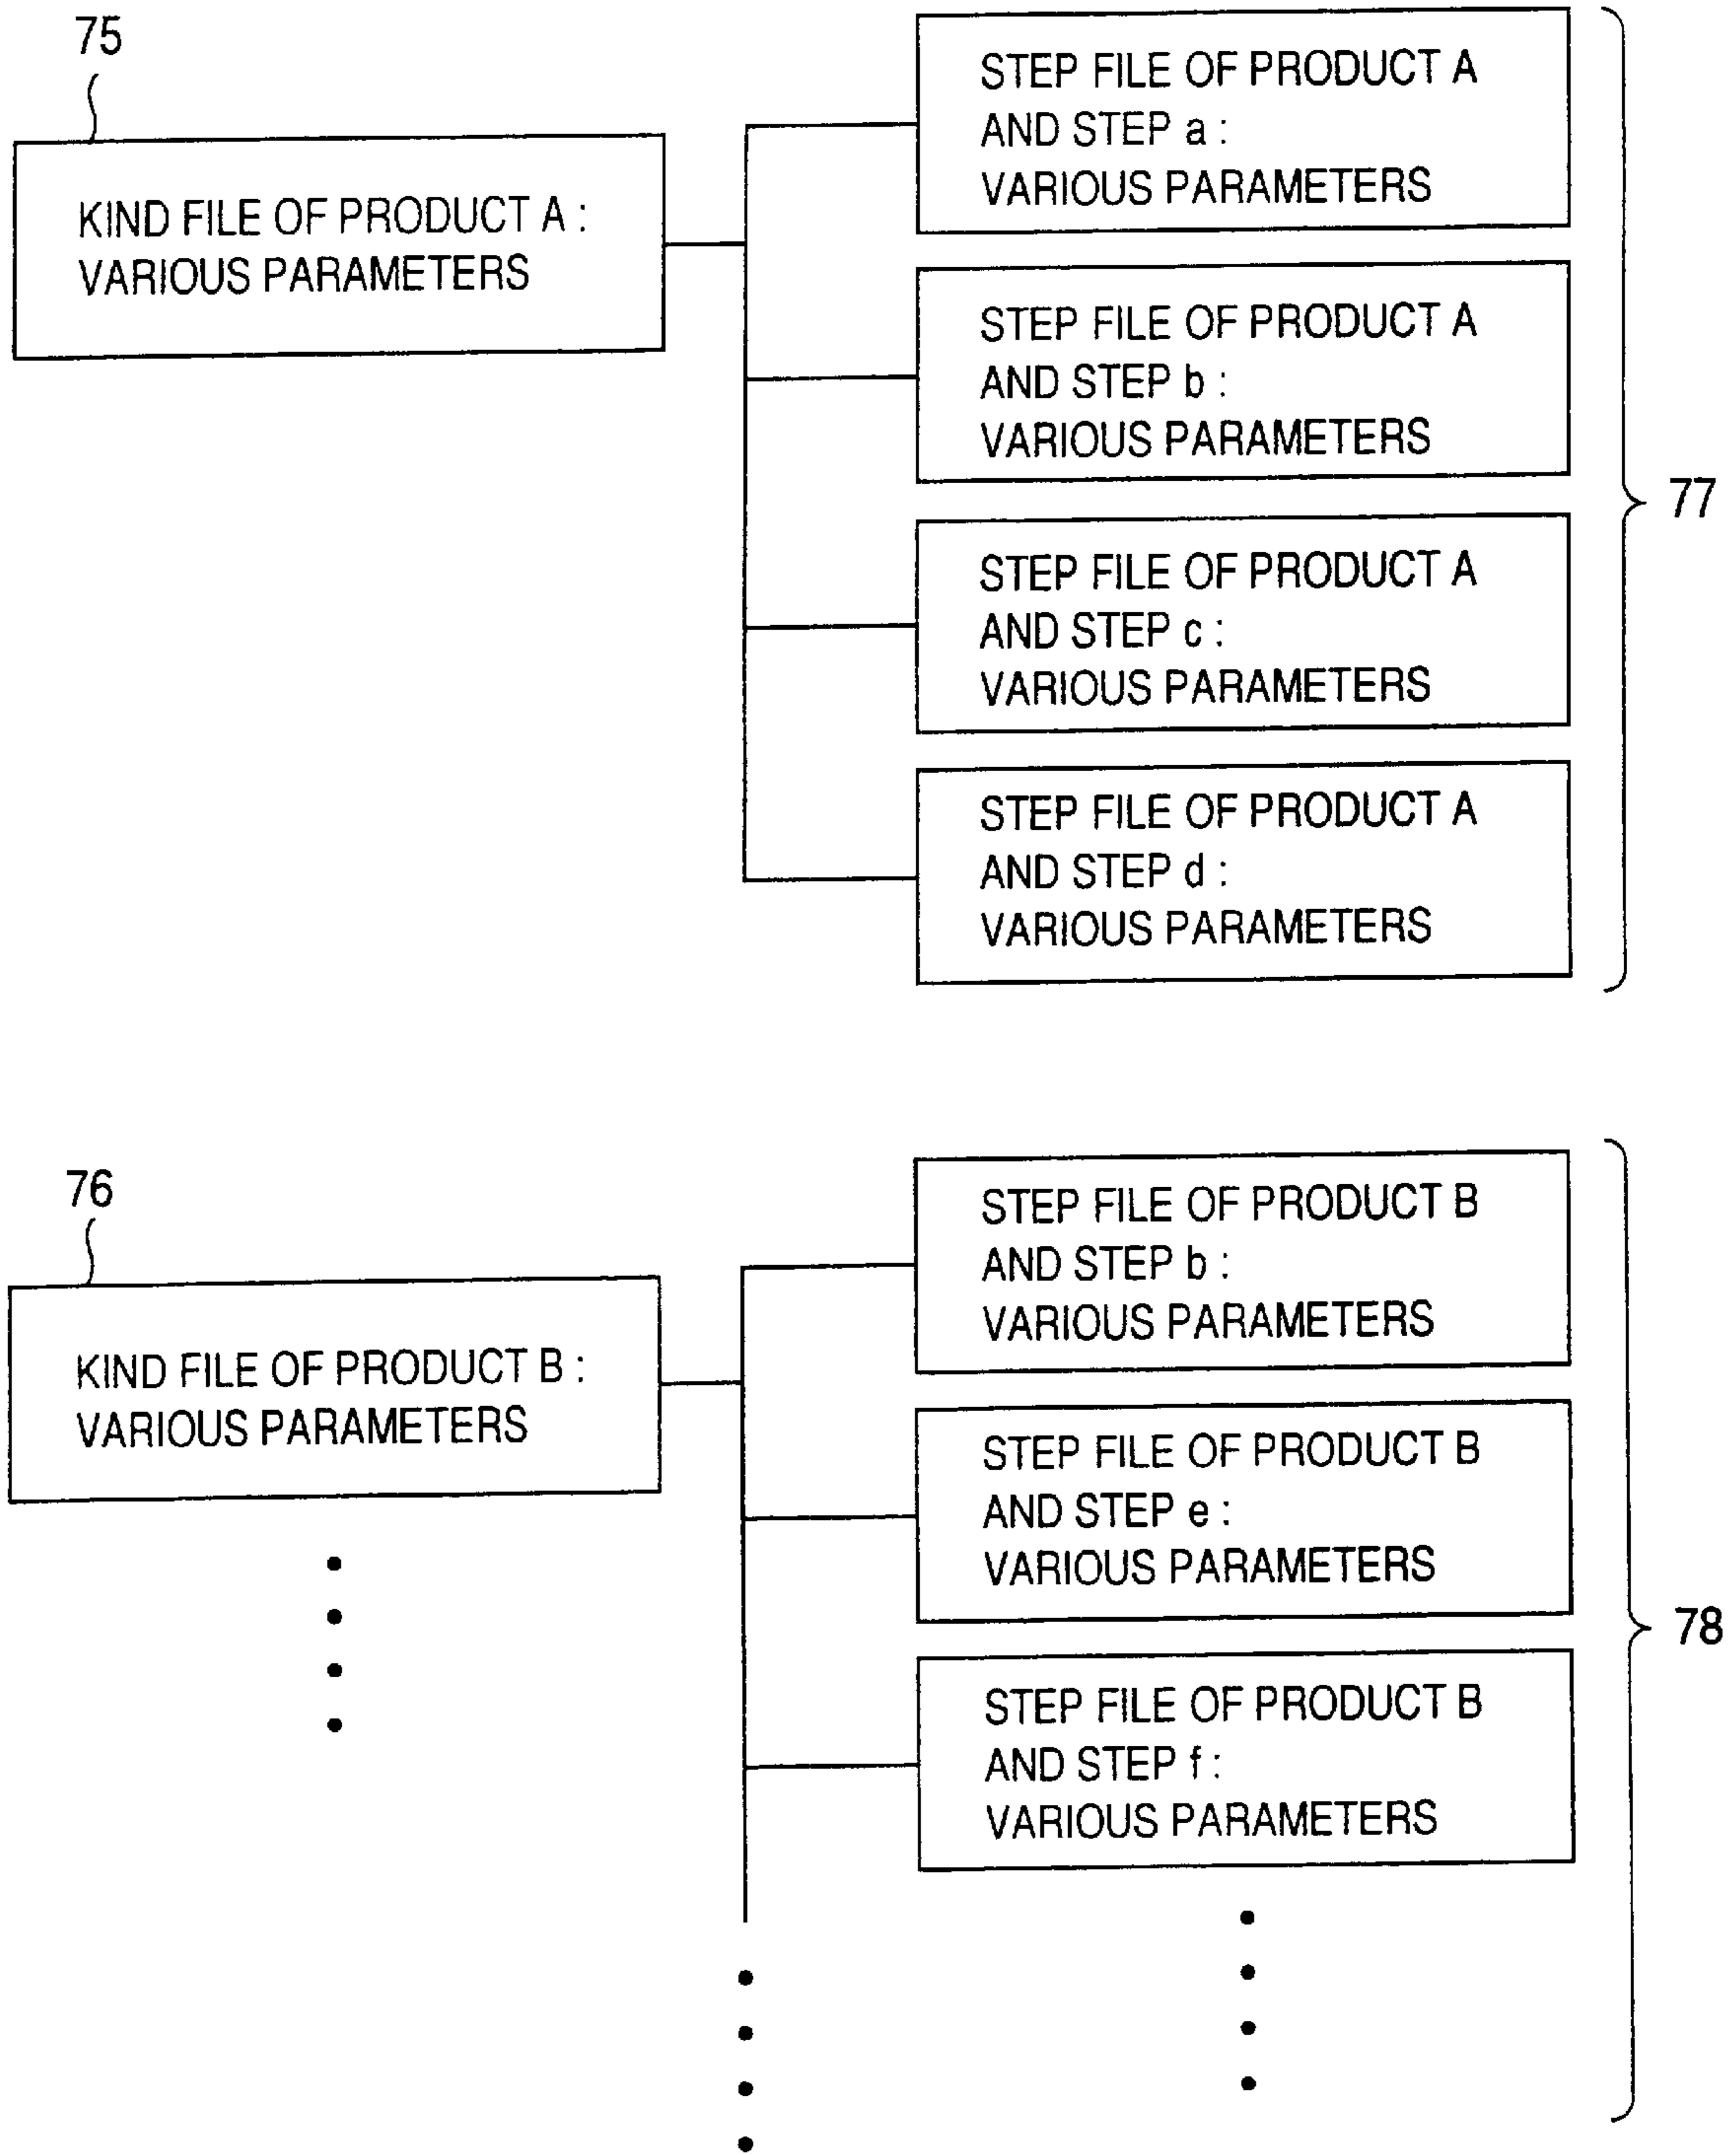 75
KIND FILE OF PRODUCT A :
VARIOUS PARAMETERS
STEP FILE OF PRODUCT A
AND STEP a :
VARIOUS PARAMETERS
STEP FILE OF PRODUCT A
AND STEP b :
VARIOUS PARAMETERS
STEP FILE OF PRODUCT A
AND STEP c :
VARIOUS PARAMETERS
STEP FILE OF PRODUCT A
AND STEP d :
VARIOUS PARAMETERS
77
76
KIND FILE OF PRODUCT B :
VARIOUS PARAMETERS
STEP FILE OF PRODUCT B
AND STEP b :
VARIOUS PARAMETERS
STEP FILE OF PRODUCT B
AND STEP e :
VARIOUS PARAMETERS
STEP FILE OF PRODUCT B
AND STEP f :
VARIOUS PARAMETERS
78